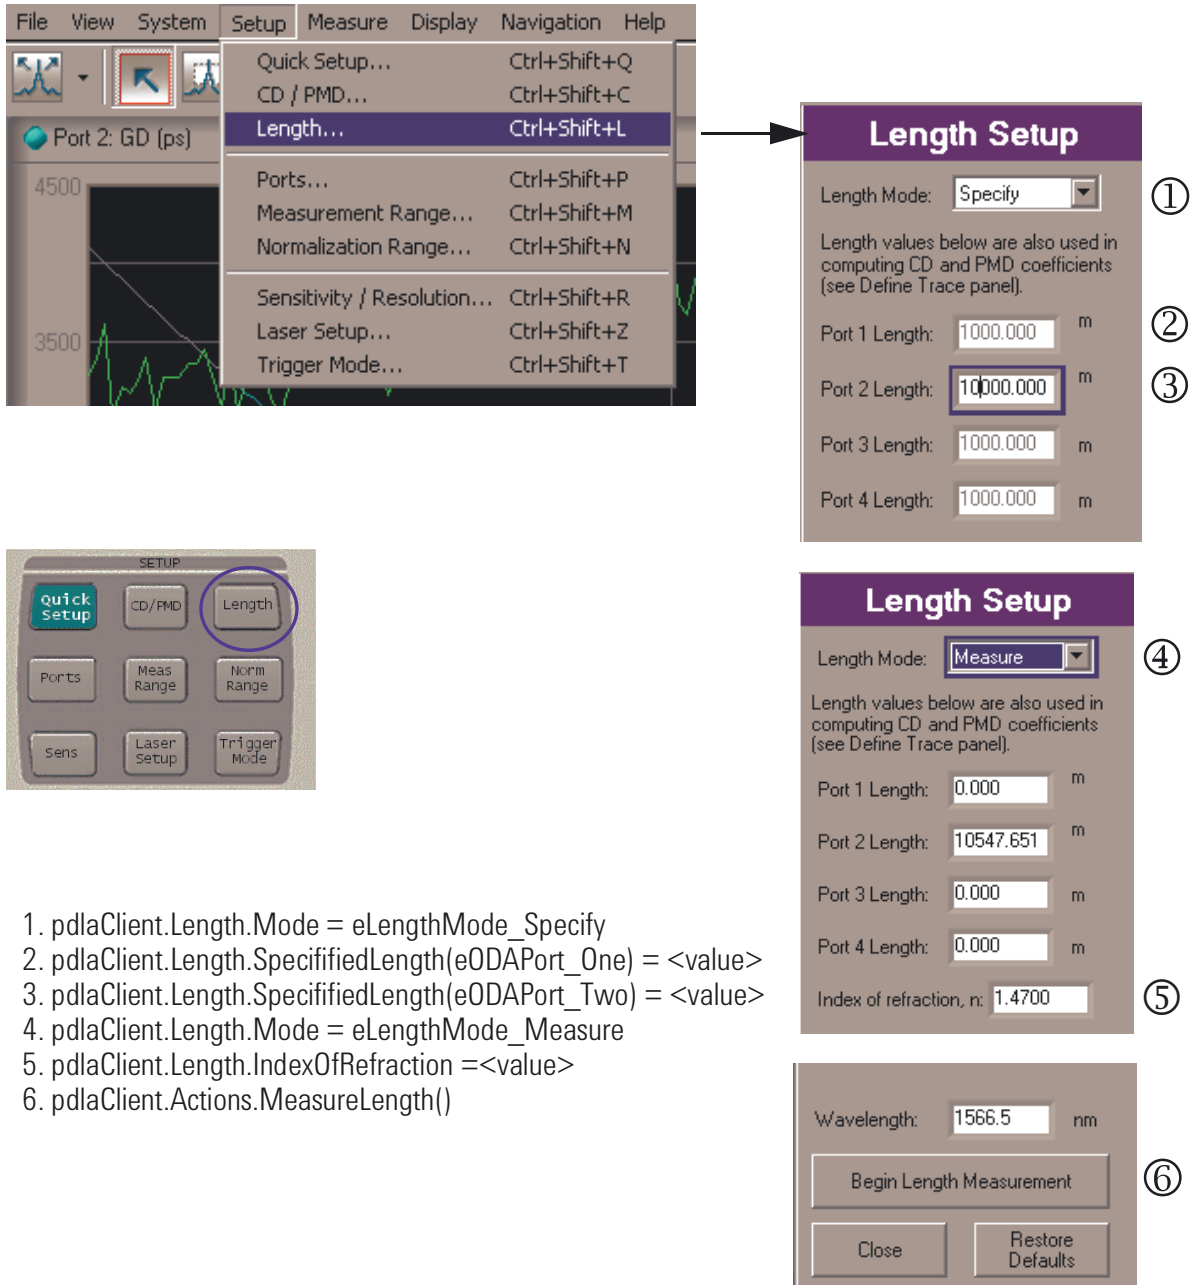 File View System Setup Measure Display Navigation Help
Quick Setup... Ctrl+Shift+Q
CD / PMD... Ctrl+Shift+C
Length... Ctrl+Shift+L
Ports... Ctrl+Shift+P
Measurement Range... Ctrl+Shift+M
Normalization Range... Ctrl+Shift+N
Sensitivity / Resolution... Ctrl+Shift+R
Laser Setup... Ctrl+Shift+Z
Trigger Mode... Ctrl+Shift+T
Port 2: GD (ps)
4500
3500
Length Setup
Length Mode: Specify ①
Length values below are also used in
computing CD and PMD coefficients
(see Define Trace panel).
Port 1 Length: 1000.000 m ②
Port 2 Length: 10000.000 m ③
Port 3 Length: 1000.000 m
Port 4 Length: 1000.000 m
SETUP
Quick
Setup
CD/PMD
Length
Ports
Meas
Range
Norm
Range
Sens
Laser
Setup
Trigger
Mode
Length Setup
Length Mode: Measure ④
Length values below are also used in
computing CD and PMD coefficients
(see Define Trace panel).
Port 1 Length: 0.000 m
Port 2 Length: 10547.651 m
Port 3 Length: 0.000 m
Port 4 Length: 0.000 m
Index of refraction, n: 1.4700 ⑤
1. pdlaClient.Length.Mode = eLengthMode_Specify
2. pdlaClient.Length.SpecififiedLength(eODAPort_One) = <value>
3. pdlaClient.Length.SpecififiedLength(eODAPort_Two) = <value>
4. pdlaClient.Length.Mode = eLengthMode_Measure
5. pdlaClient.Length.IndexOfRefraction =<value>
6. pdlaClient.Actions.MeasureLength()
Wavelength: 1566.5 nm
Begin Length Measurement ⑥
Close
Restore
Defaults